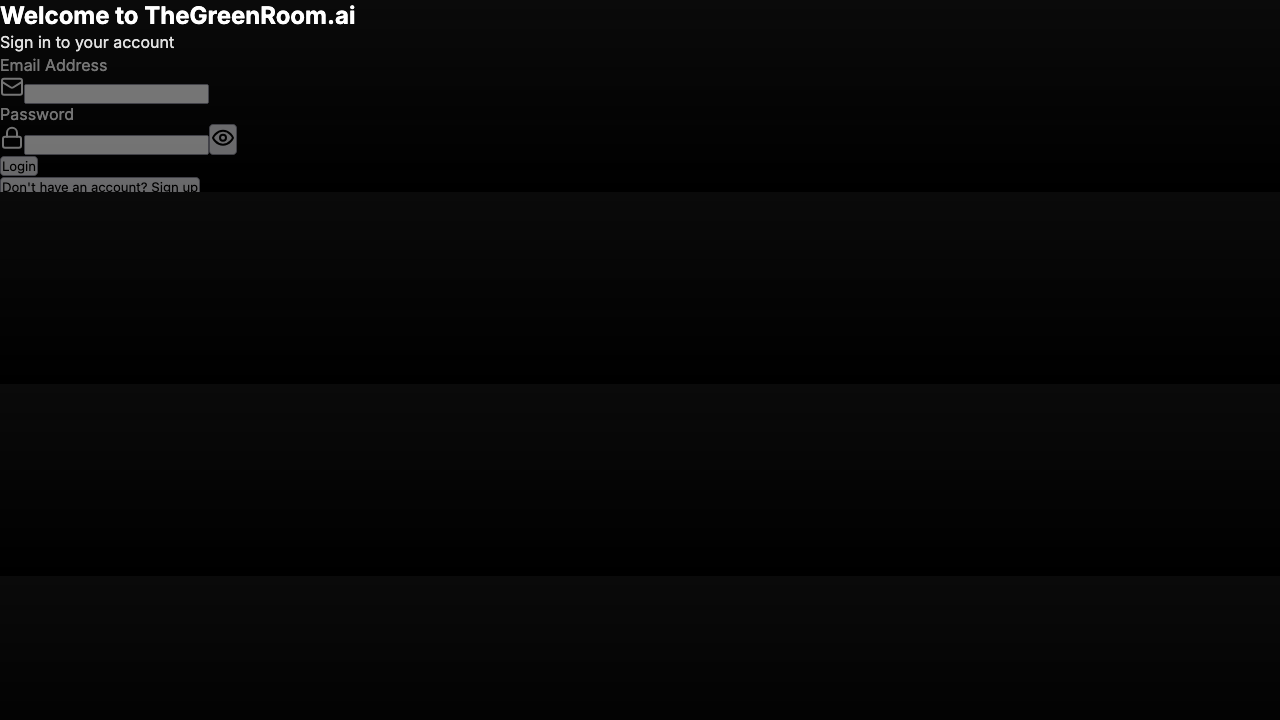 Welcome to TheGreenRoom.ai
Sign in to your account
Email Address
Password
Login
Don't have an account? Sign up